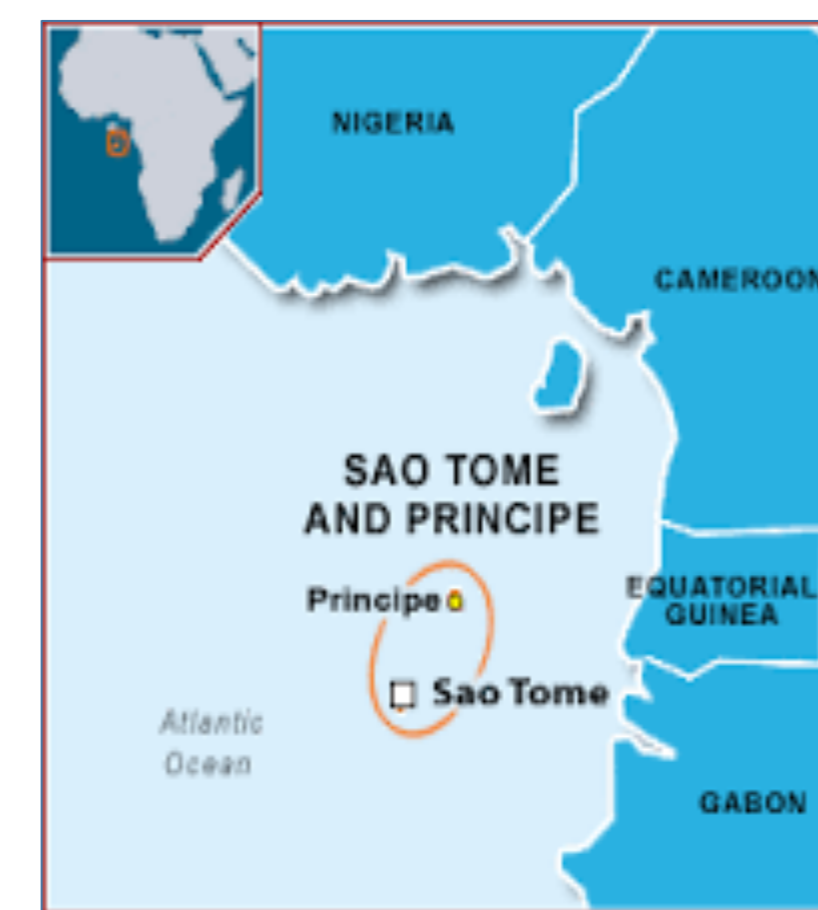 NIGERIA
CAMEROON
SAO TOME
AND PRINCIPE
Principe
EQUATORIAL
GUINEA
Sao Tome
Atlantic
Ocean
GABON